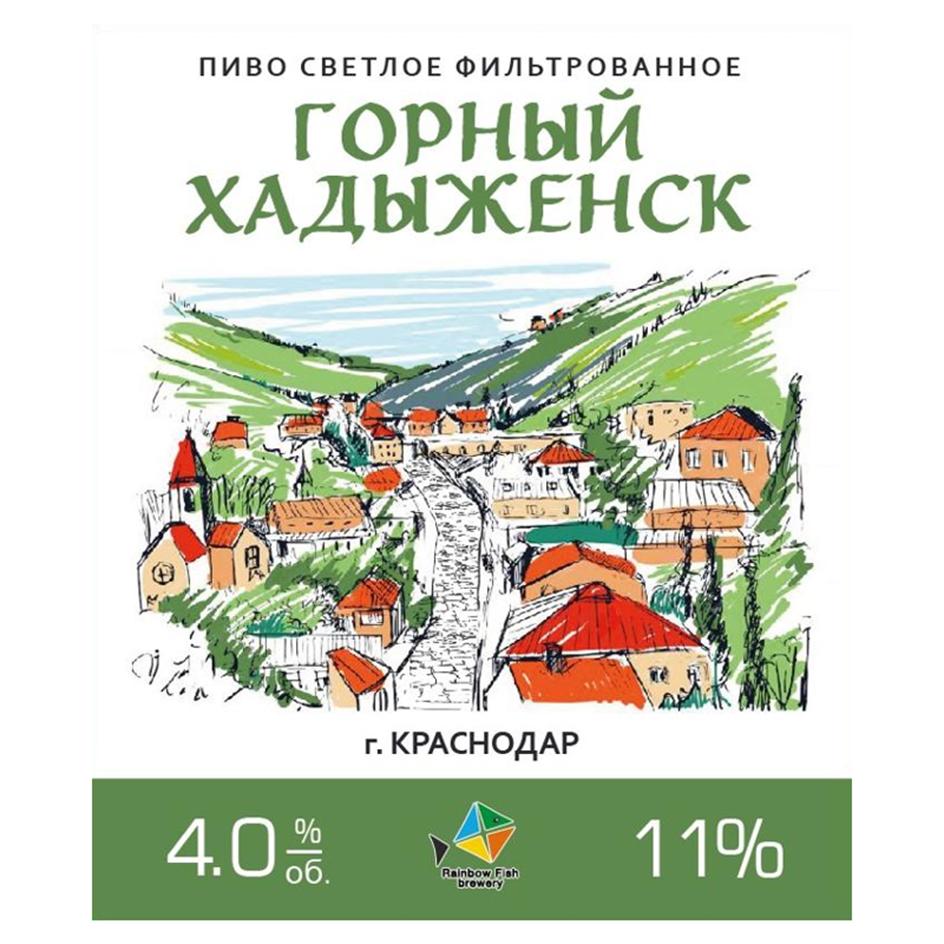 ПИВО СВЕТЛОЕ ФИЛЬТРОВАННОЕ
ГОРНЫЙ
ХАДЫЖЕНСК
г. КРАСНОДАР
4.0 % об.
Rainbow Fish
brewery
11%